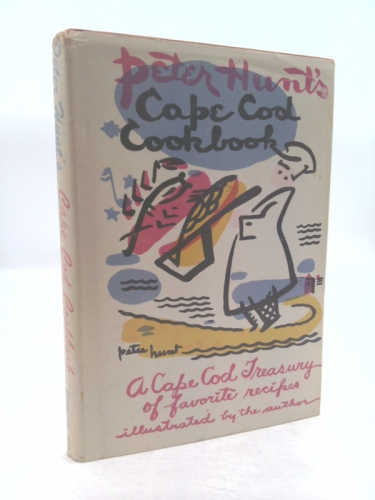 Peter Hunt's
Cape Cod
Cookbook
peter hunt
A Cape Cod Treasury
of favorite recipes
illustrated by the author
Peter Hunt's Cape Cod Cookbook